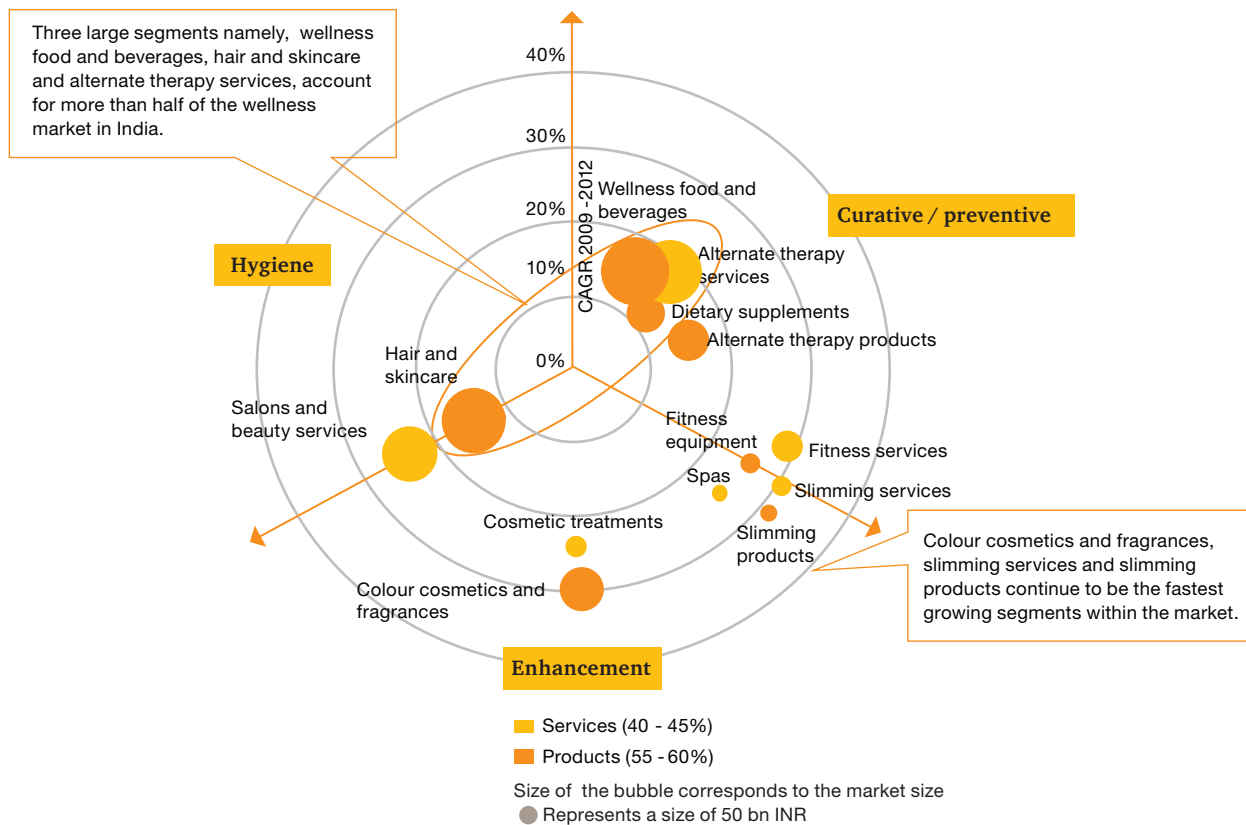 Three large segments namely, wellness
food and beverages, hair and skincare
and alternate therapy services, account
for more than half of the wellness
market in India.
40%
30%
20%
10%
0%
CAGR 2009 -2012
Wellness food and
beverages
Curative / preventive
Hygiene
Alternate therapy
services
Dietary supplements
Alternate therapy products
Hair and
skincare
Salons and
beauty services
Fitness
equipment
Fitness services
Spas
Slimming services
Slimming
products
Cosmetic treatments
Colour cosmetics and
fragrances
Colour cosmetics and fragrances,
slimming services and slimming
products continue to be the fastest
growing segments within the market.
Enhancement
Services (40 - 45%)
Products (55 - 60%)
Size of the bubble corresponds to the market size
Represents a size of 50 bn INR